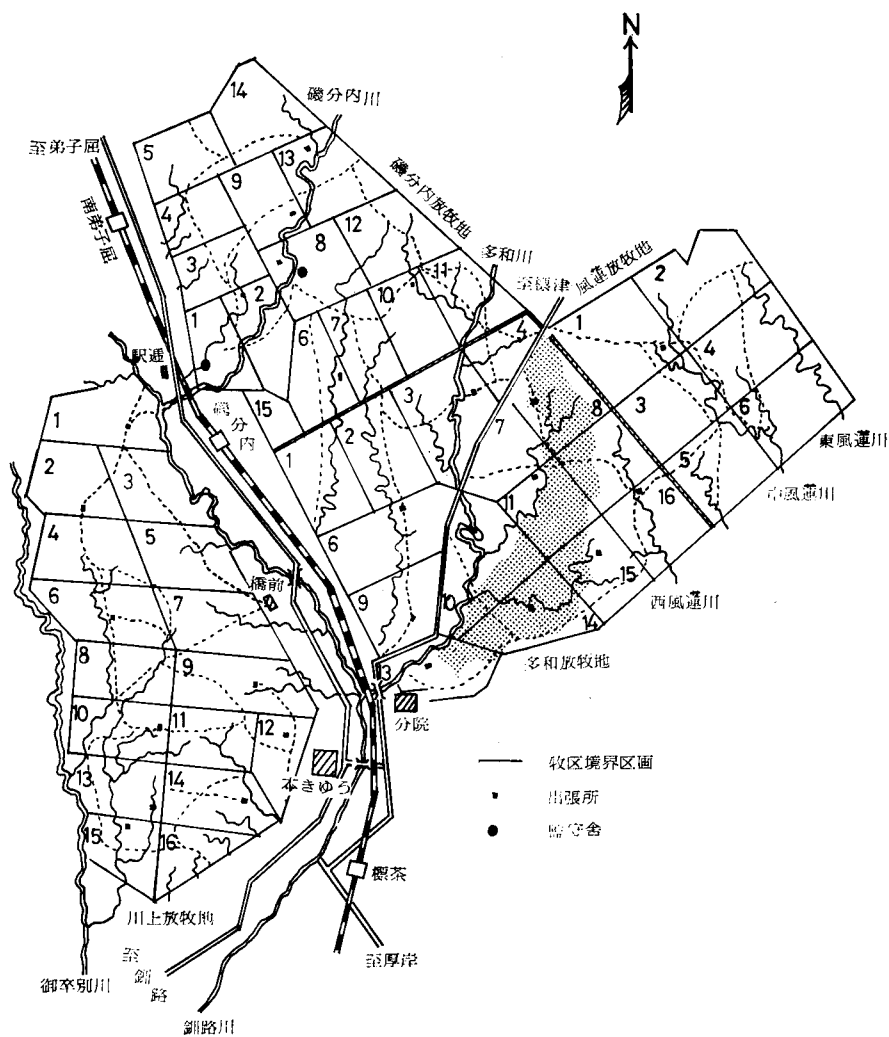 N
磯分内川
14
至弟子屈
5
13
9
南弟子屈
4
磯分内放牧地
12
8
多和川
風蓮放牧地
至根津
2
3
11
10
2
1
6
7
4
1
4
駅逓
8
3
3
6
東風蓮川
磯分内
15
7
中風蓮川
1
2
5
1
16
2
11
3
6
西風蓮川
4
5
15
橋前
10
9
14
6
7
多和放牧地
13
8
9
分院
10
11
12
牧区境界区画
本きゆう
出張所
13
14
監守舎
15
16
標茶
川上放牧地
至厚岸
至釧路
御卒別川
釧路川